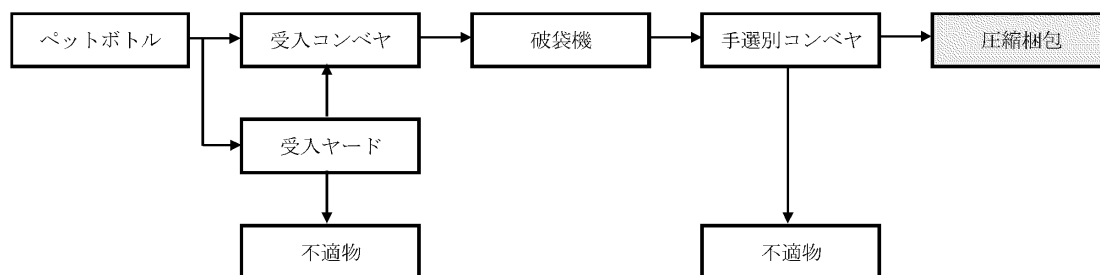 ペットボトル
受入コンベヤ
破袋機
手選別コンベヤ
圧縮梱包
受入ヤード
不適物
不適物